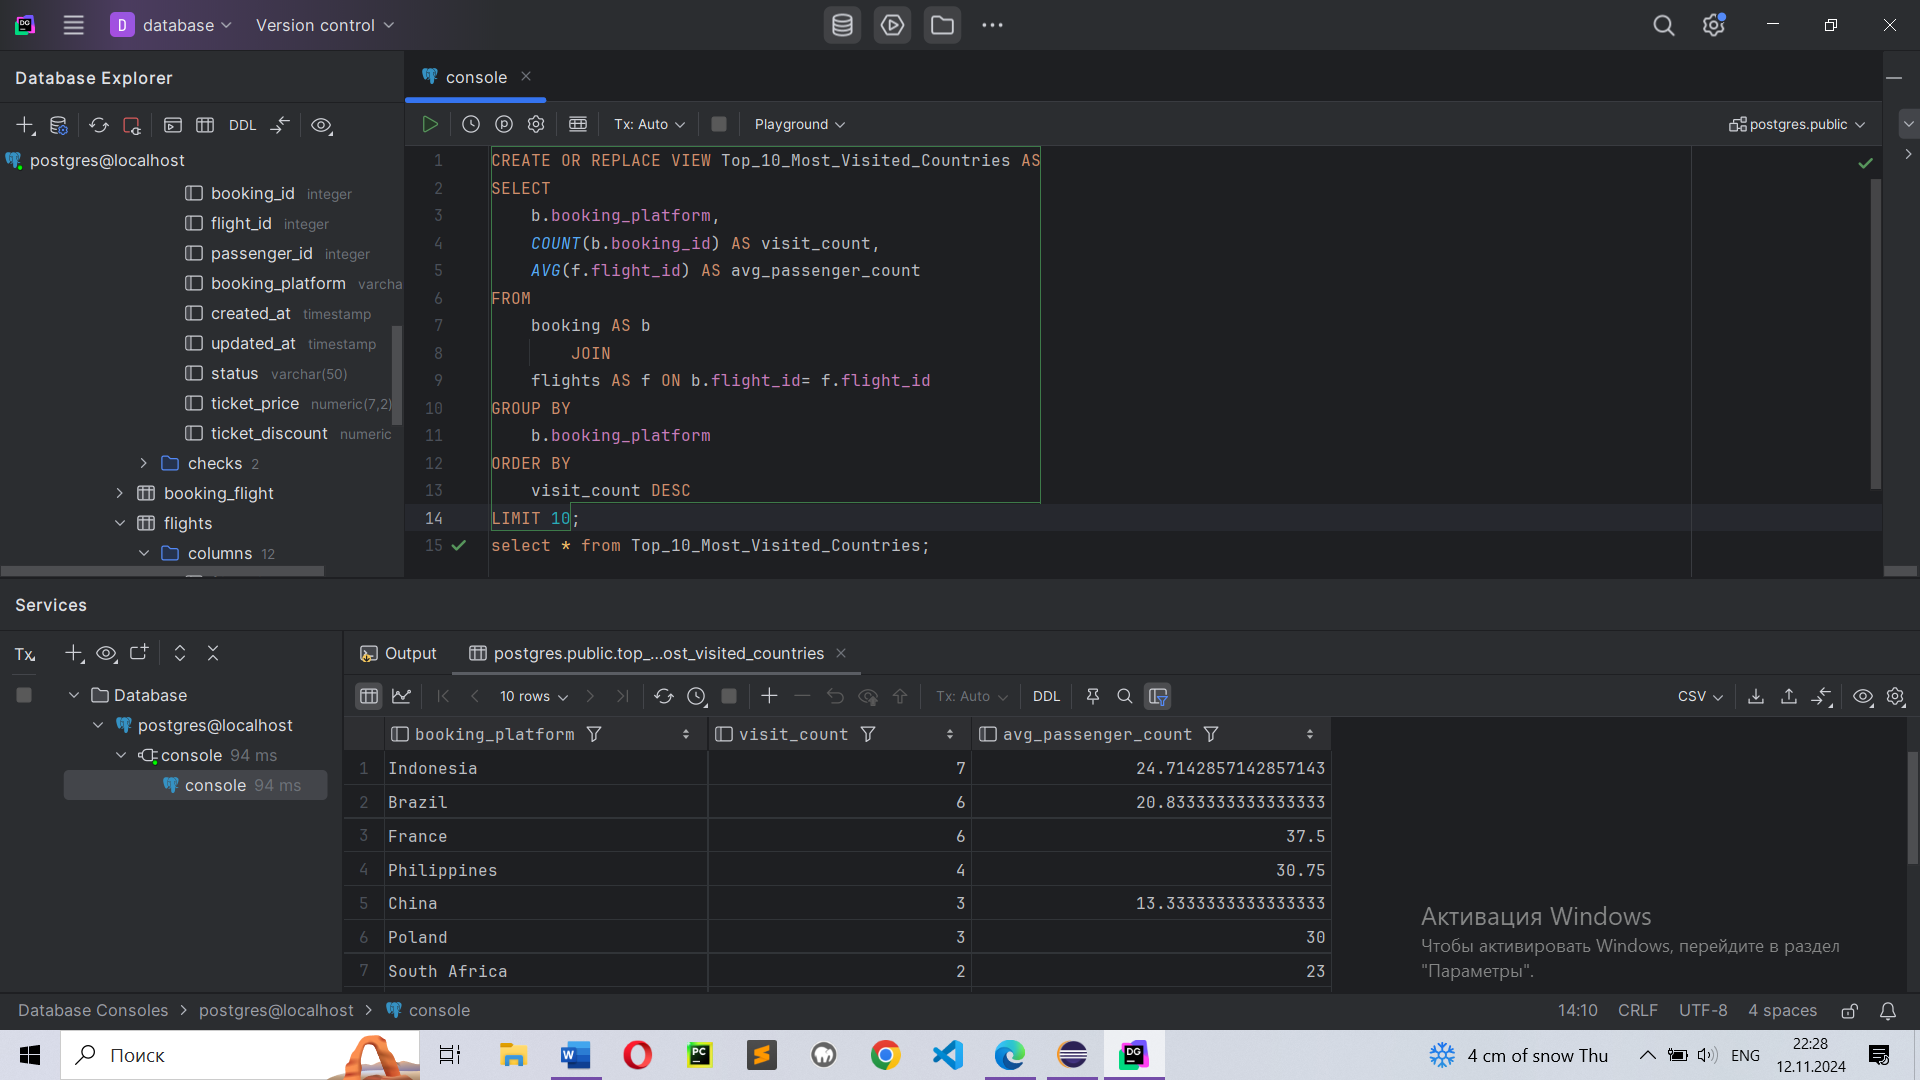 D database Version control
Database Explorer
DDL
postgres@localhost
booking_id integer
flight_id integer
passenger_id integer
booking_platform varcha
created_at timestamp
updated_at timestamp
status varchar(50)
ticket_price numeric(7,2)
ticket_discount numeric
checks 2
booking_flight
flights
columns 12
console
Tx: Auto Playground postgres.public
1 CREATE OR REPLACE VIEW Top_10_Most_Visited_Countries AS
2 SELECT
3 b.booking_platform,
4 COUNT(b.booking_id) AS visit_count,
5 AVG(f.flight_id) AS avg_passenger_count
6 FROM
7 booking AS b
8 JOIN
9 flights AS f ON b.flight_id= f.flight_id
10 GROUP BY
11 b.booking_platform
12 ORDER BY
13 visit_count DESC
14 LIMIT 10;
15 select * from Top_10_Most_Visited_Countries;
Services
Tx
Database
postgres@localhost
console 94 ms
console 94 ms
Output postgres.public.top_...ost_visited_countries
10 rows Tx: Auto DDL CSV
booking_platform visit_count avg_passenger_count
1 Indonesia 7 24.7142857142857143
2 Brazil 6 20.8333333333333333
3 France 6 37.5
4 Philippines 4 30.75
5 China 3 13.3333333333333333
6 Poland 3 30
7 South Africa 2 23
Активация Windows
Чтобы активировать Windows, перейдите в раздел
"Параметры".
Database Consoles postgres@localhost console
14:10 CRLF UTF-8 4 spaces
Поиск
4 cm of snow Thu ENG
22:28
12.11.2024